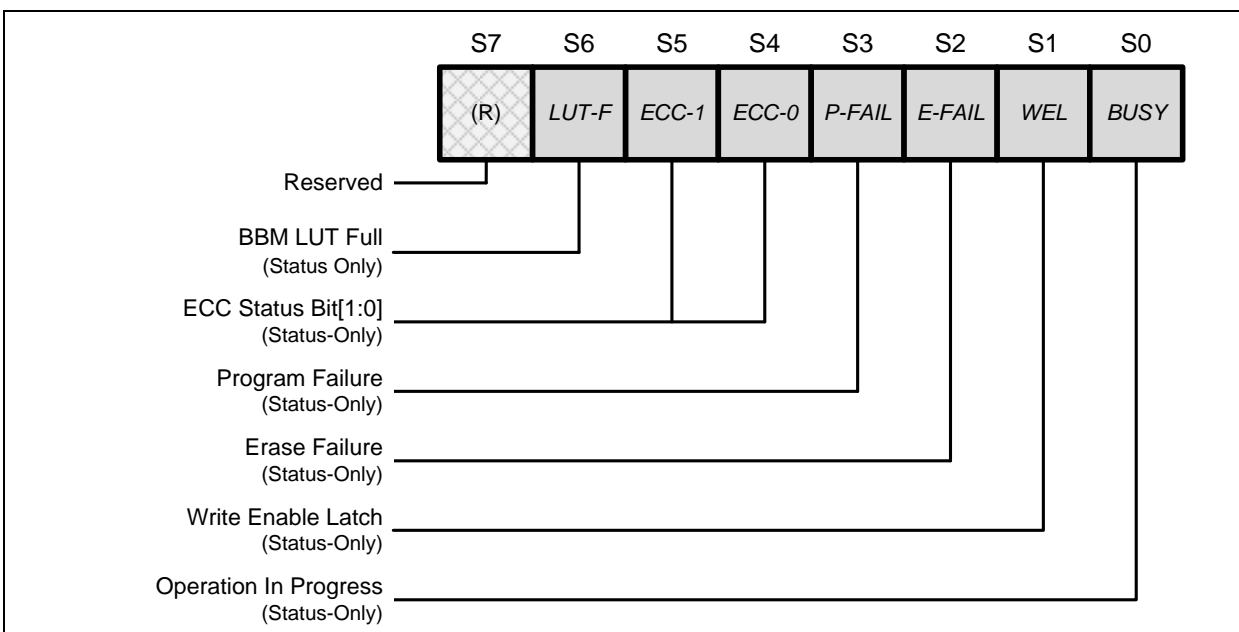 S7 S6 S5 S4 S3 S2 S1 S0
(R) LUT-F ECC-1 ECC-0 P-FAIL E-FAIL WEL BUSY
Reserved
BBM LUT Full
(Status Only)
ECC Status Bit[1:0]
(Status-Only)
Program Failure
(Status-Only)
Erase Failure
(Status-Only)
Write Enable Latch
(Status-Only)
Operation In Progress
(Status-Only)